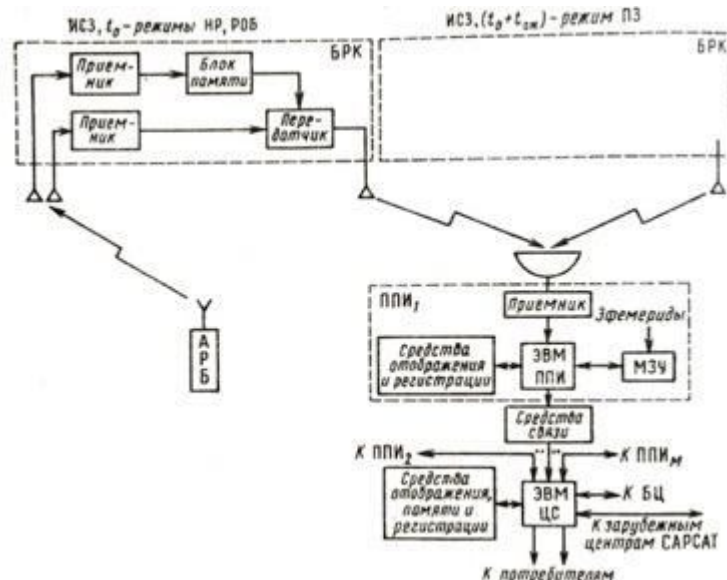 ИСЗ, t₀ - режимы НР, РОБ
ИСЗ, (t₀ + tож) - режим ПЗ
БРК
БРК
Прием-
ник
Блок
памяти
Прием-
ник
Пере-
датчик
А
Р
Б
ППИ₁
Приемник
Эфемериды
Средства
отображения
и регистрации
ЭВМ
ППИ
МЗУ
Средства
связи
К ППИ₂
К ППИм
Средства
отображения,
памяти и
регистрации
ЭВМ
ЦС
К БЦ
К зарубежным
центрам САРСАТ
К потребителям